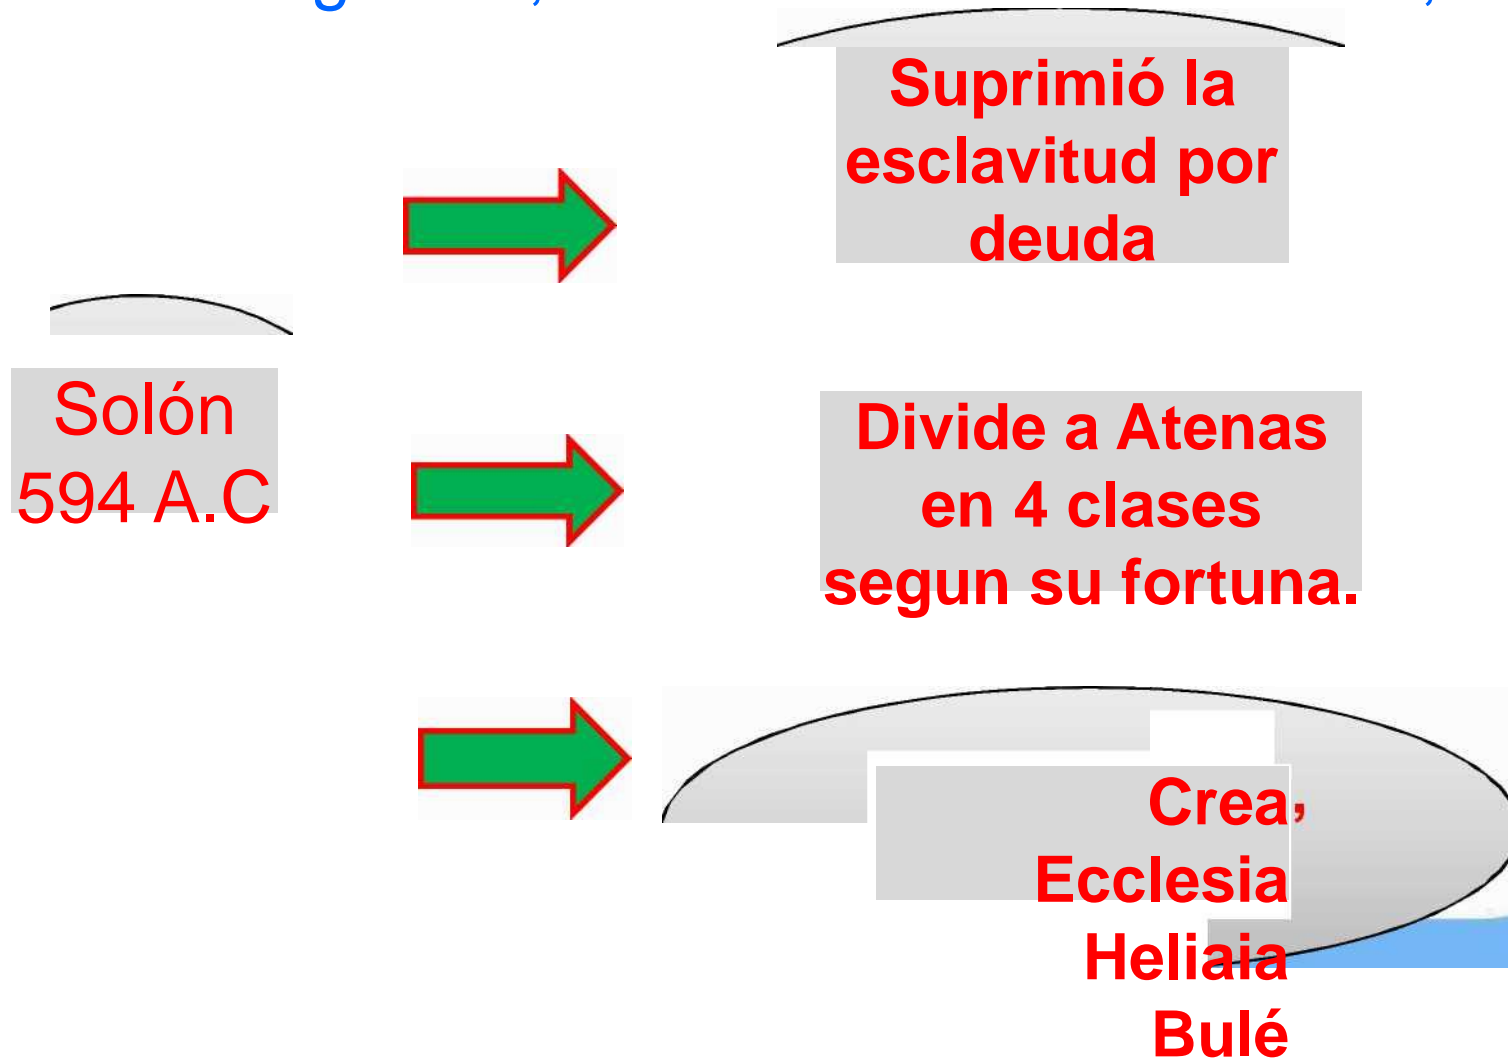 Solón
594 A.C
Suprimió la
esclavitud por
deuda
Divide a Atenas
en 4 clases
segun su fortuna.
Crea,
Ecclesia
Heliaia
Bulé